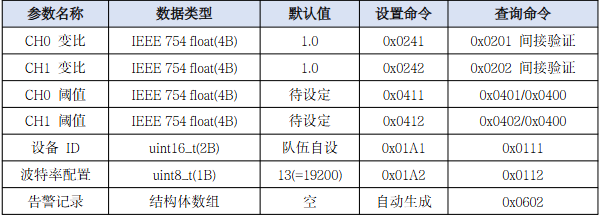 参数名称 数据类型 默认值 设置命令 查询命令
CH0 变比 IEEE 754 float(4B) 1.0 0x0241 0x0201 间接验证
CH1 变比 IEEE 754 float(4B) 1.0 0x0242 0x0202 间接验证
CH0 阈值 IEEE 754 float(4B) 待设定 0x0411 0x0401/0x0400
CH1 阈值 IEEE 754 float(4B) 待设定 0x0412 0x0402/0x0400
设备 ID uint16_t(2B) 队伍自设 0x01A1 0x0111
波特率配置 uint8_t(1B) 13(=19200) 0x01A2 0x0112
告警记录 结构体数组 空 自动生成 0x0602